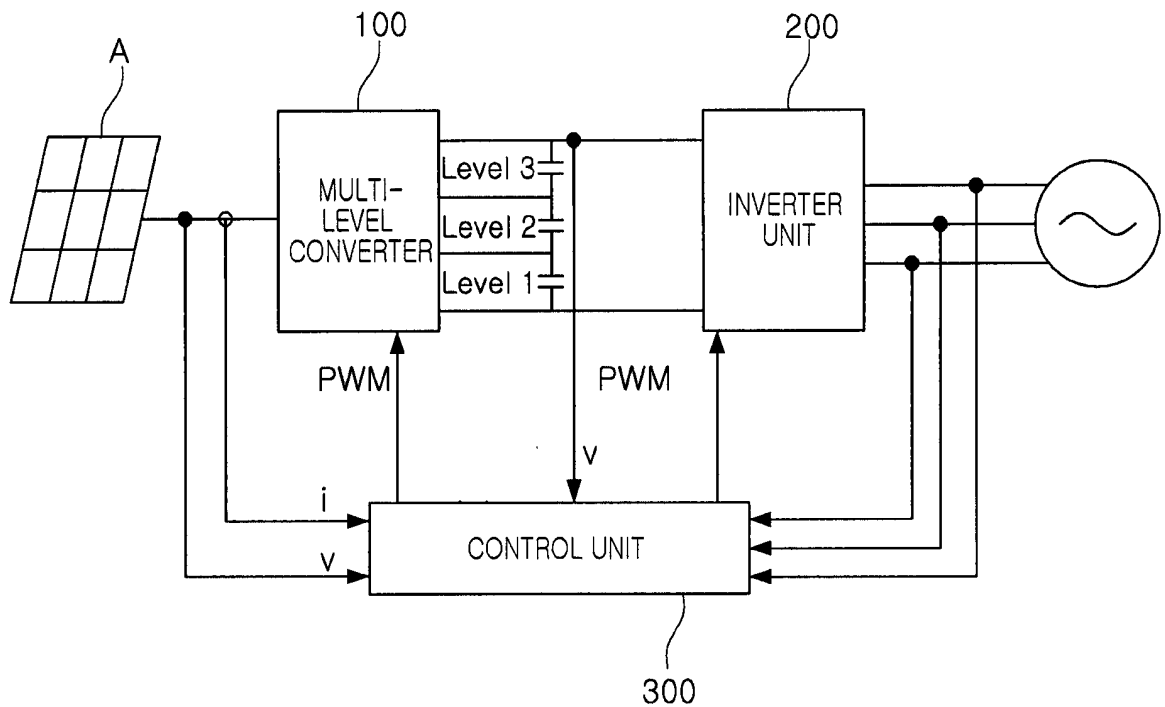 A
100
200
MULTI-
LEVEL
CONVERTER
Level 3
Level 2
Level 1
INVERTER
UNIT
PWM
PWM
v
i
v
CONTROL UNIT
300